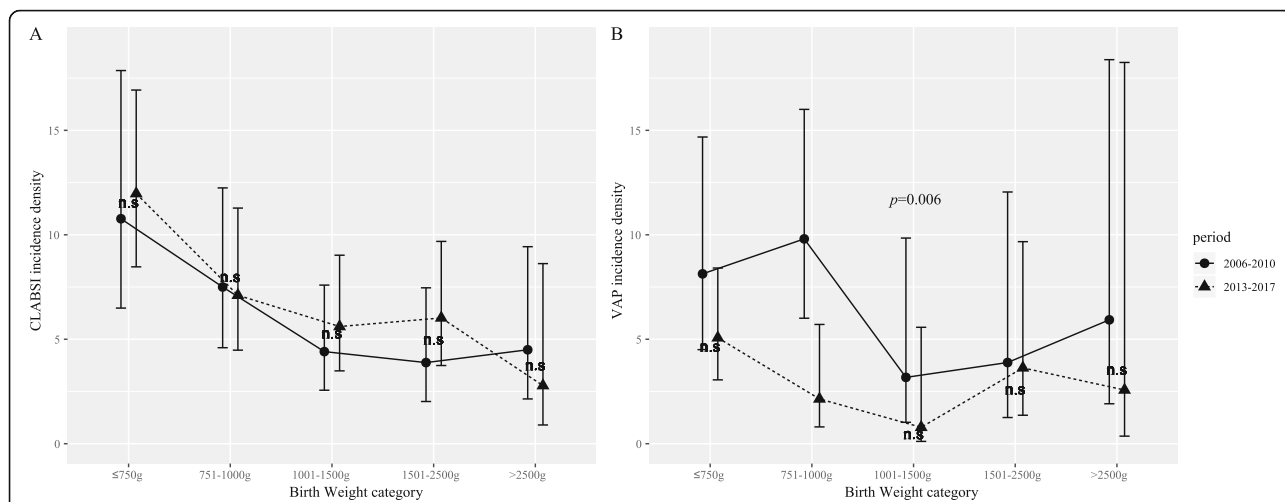 A
CLABSI incidence density
15
10
5
0
n.s
n.s
n.s
n.s
n.s
≤750g 751-1000g 1001-1500g 1501-2500g >2500g
Birth Weight category
B
VAP incidence density
15
10
5
0
p=0.006
n.s
n.s
n.s
n.s
≤750g 751-1000g 1001-1500g 1501-2500g >2500g
Birth Weight category
period
2006-2010
2013-2017